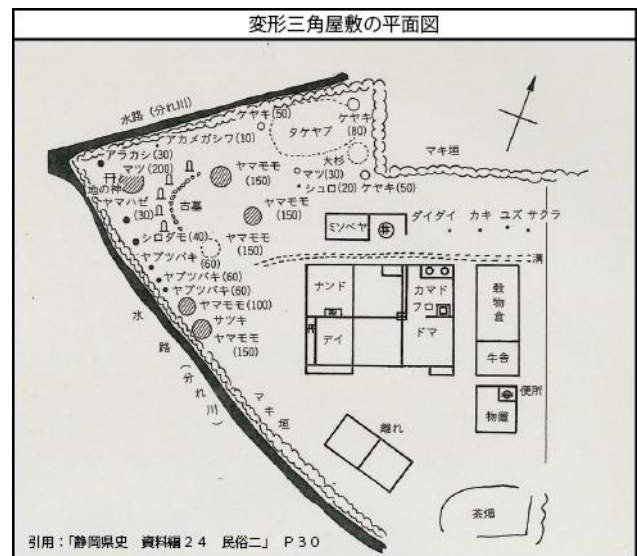 変形三角屋敷の平面図
水路(分れ川)
ケヤキ(50)
タケヤブ
ケヤキ
(80)
アカメガシワ(10)
アラカシ(30)
マツ(200)
地の神
ヤマハゼ
(30)
古墓
ヤマモモ
(150)
大杉
マツ(30)
シュロ(20)
ケヤキ(50)
マキ垣
ヤマモモ
(150)
シロダモ(40)
ヤマモモ
(150)
(60)
ヤブツバキ
ヤブツバキ(60)
ヤブツバキ(60)
ヤマモモ(100)
サツキ
ヤマモモ
(150)
水路(分れ川)
マキ垣
ミソベヤ
井
ダイダイ
カキ
ユズ
サクラ
溝
ナンド
カマド
フロ
デイ
ドマ
穀物倉
牛舎
便所
物置
離れ
茶畑
引用:「静岡県史 資料編24 民俗二」 P30